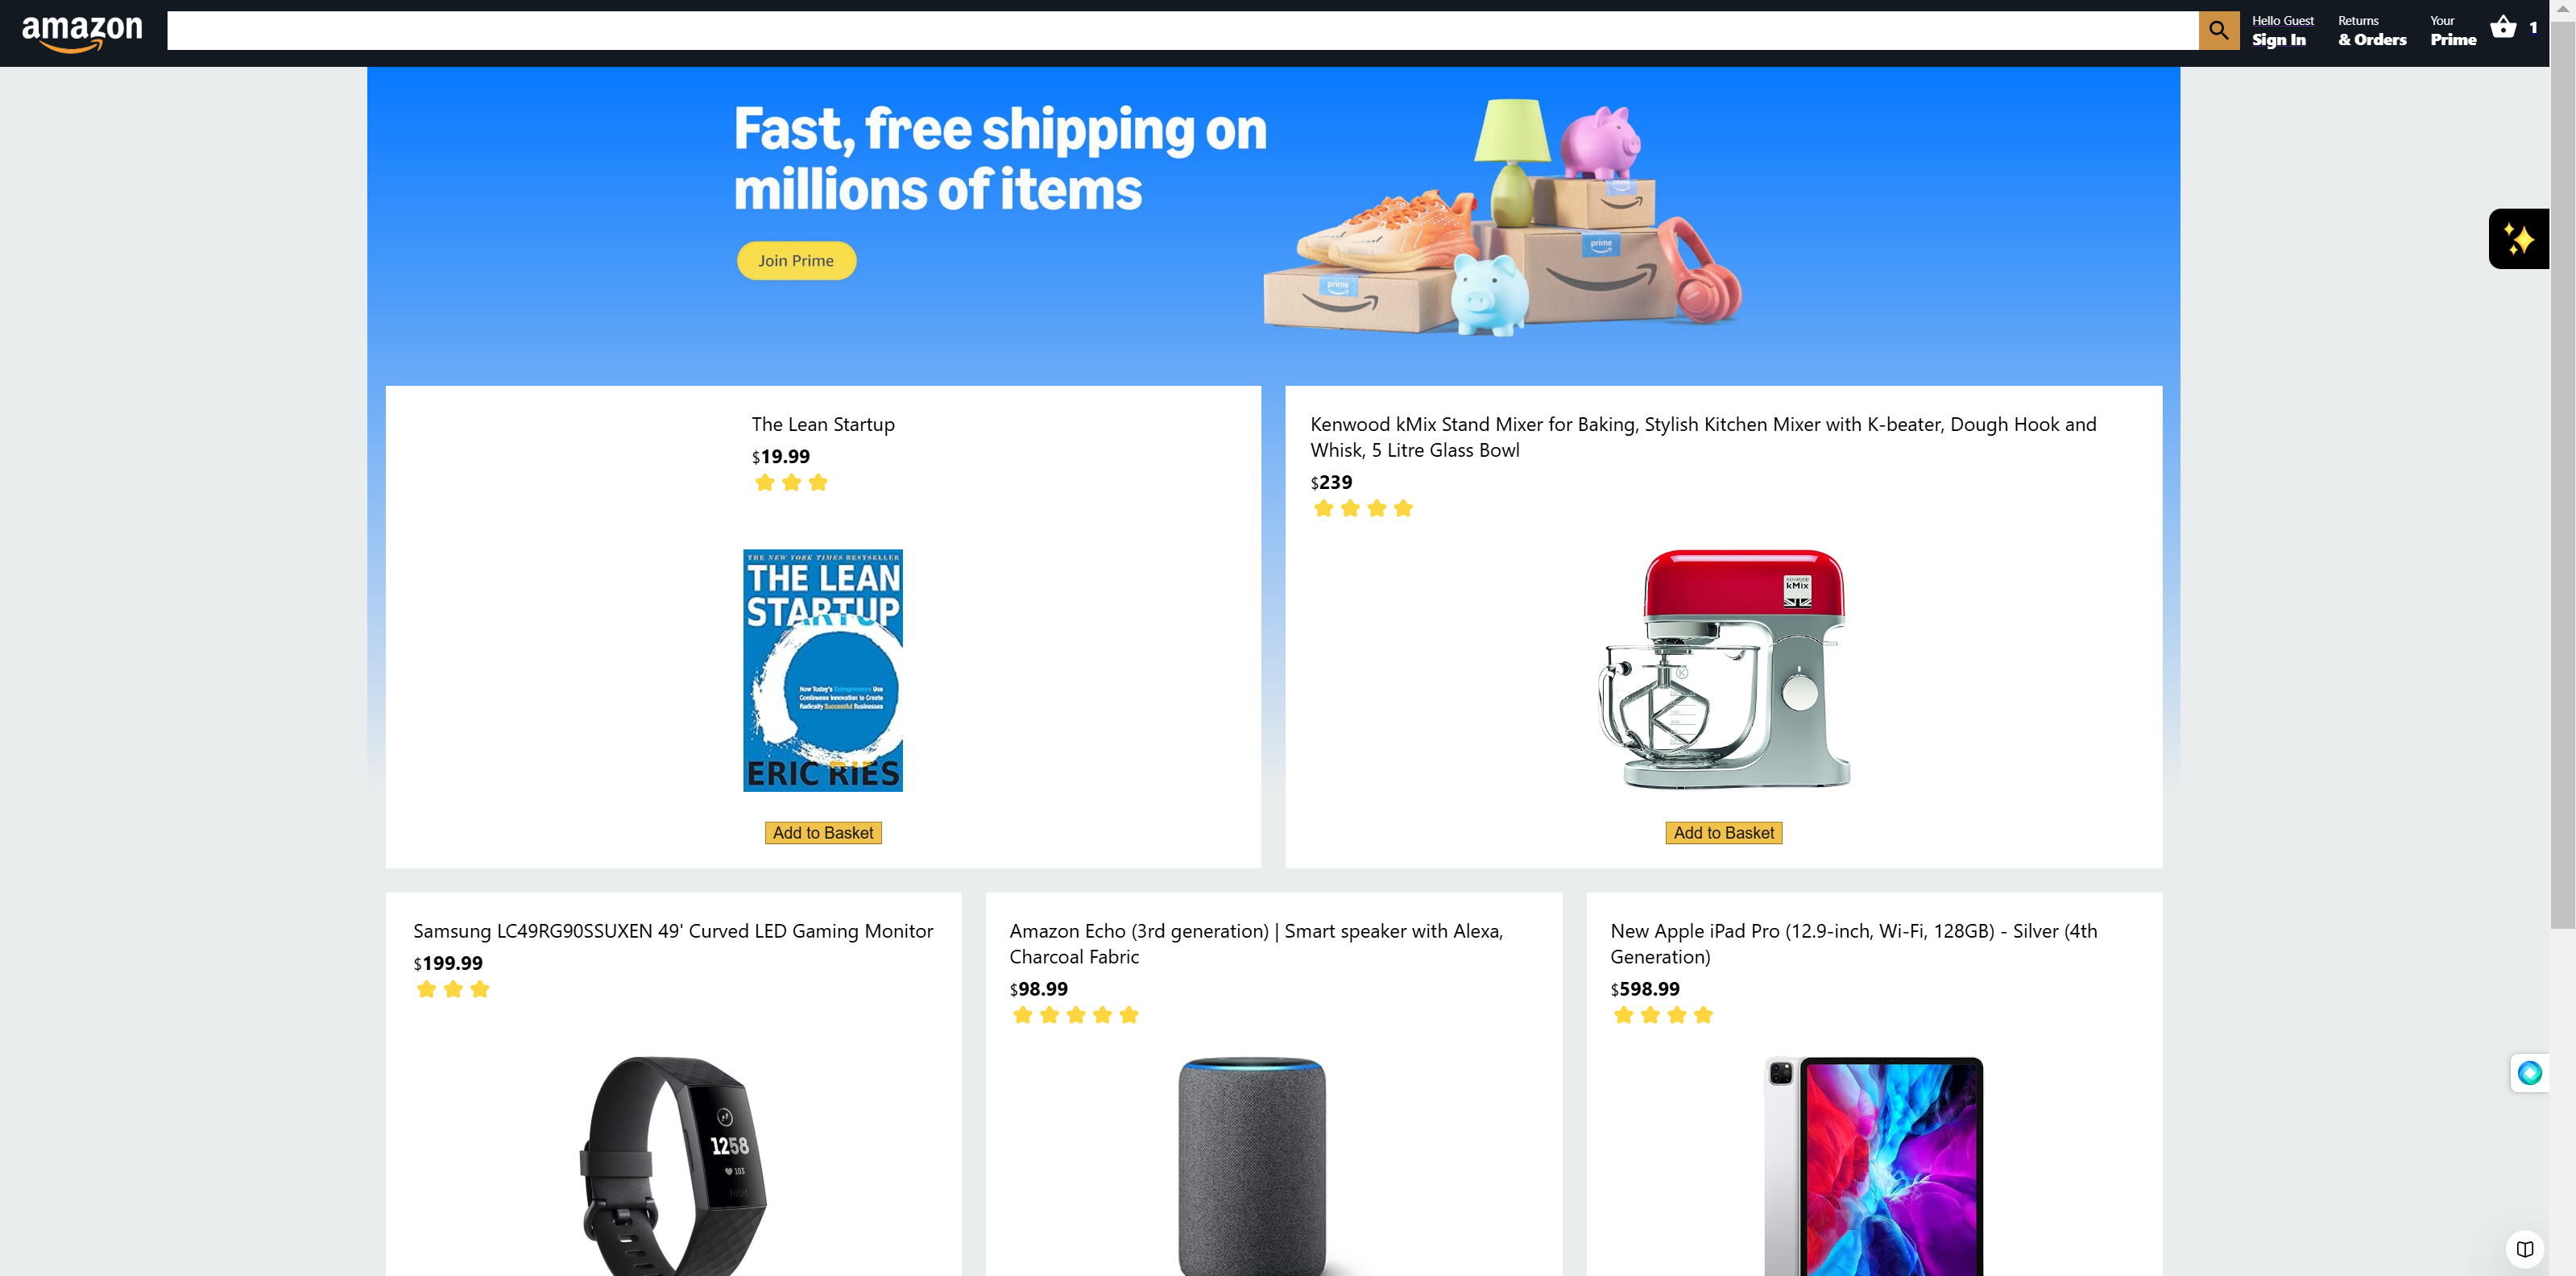 amazon
Hello Guest
Sign In
Returns
& Orders
Your
Prime
1
Fast, free shipping on
millions of items
Join Prime
prime
prime
The Lean Startup
$19.99
THE NEW YORK TIMES BESTSELLER
THE LEAN
STARTUP
How Today's Entrepreneurs Use
Continuous Innovation to Create
Radically Successful Businesses
ERIC RIES
Add to Basket
Kenwood kMix Stand Mixer for Baking, Stylish Kitchen Mixer with K-beater, Dough Hook and
Whisk, 5 Litre Glass Bowl
$239
KENWOOD
kMix
K
Add to Basket
Samsung LC49RG90SSUXEN 49' Curved LED Gaming Monitor
$199.99
1258
103
fitbit
Amazon Echo (3rd generation) | Smart speaker with Alexa,
Charcoal Fabric
$98.99
New Apple iPad Pro (12.9-inch, Wi-Fi, 128GB) - Silver (4th
Generation)
$598.99